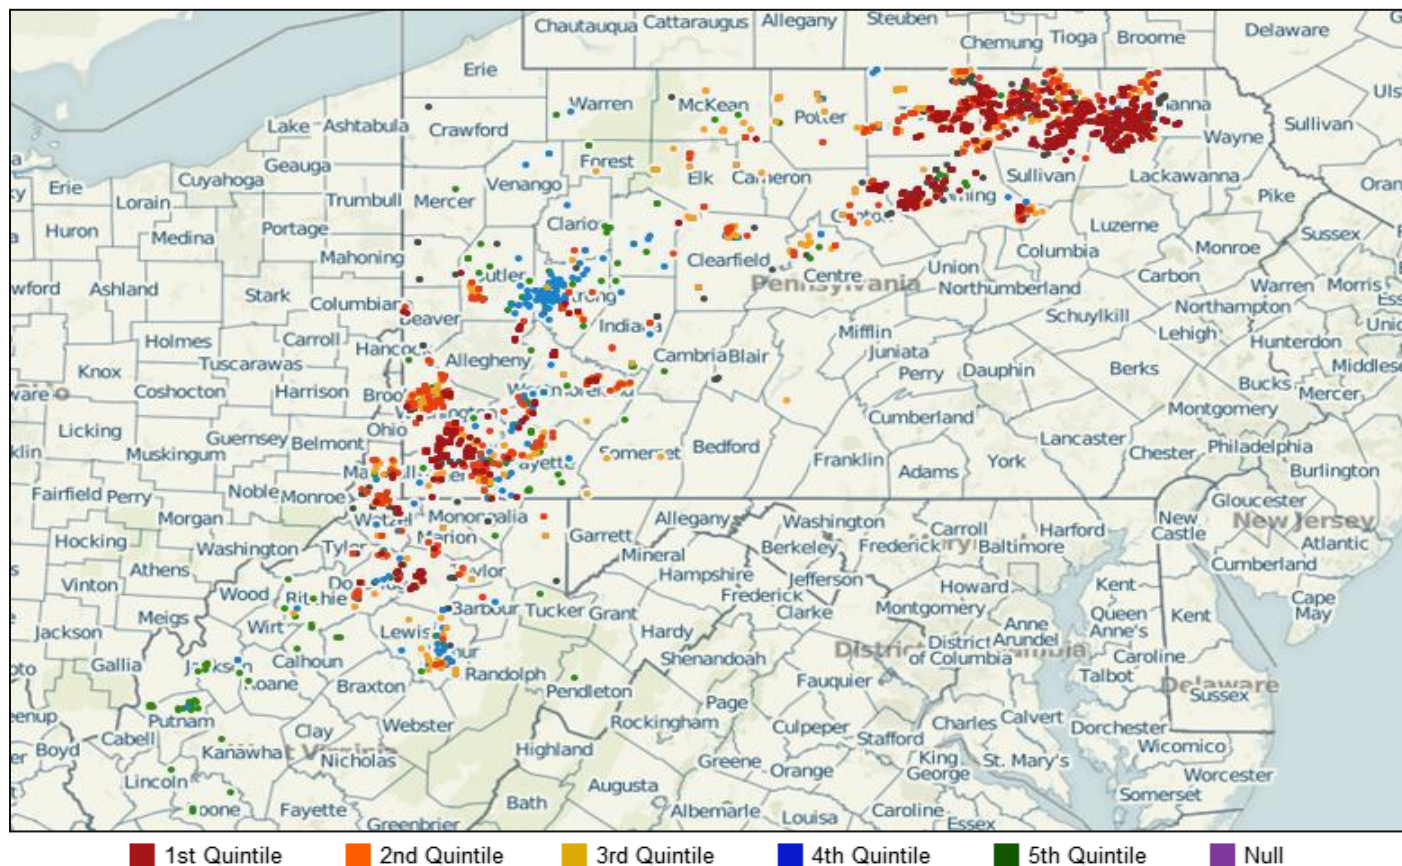 Chautauqua Cattaraugus Allegany Steuben
Chemung Tioga Broome Delaware
Erie Warren McKean Potter Wayne Sullivan
Lake Ashtabula Crawford
Geauga Forest
Erie Cuyahoga Venango Elk Cameron Sullivan Lackawanna Pike
Lorain Trumbull Mercer
Huron Medina Portage Clarion Luzerne
Mahoning Clearfield Columbia Monroe Sussex
Ashland Stark Butler Centre Union Carbon
Pennsylvania Northumberland Warren Morris
Northampton
Beaver Indiana Schuylkill
Holmes Carroll Hancock Mifflin Lehigh Hunterdon
Tuscarawas Allegheny Cambria Blair Juniata
Knox Perry Dauphin Berks
Coshocton Harrison Bucks Mercer
Cumberland Montgomery
Licking Ohio
Guernsey Belmont Somerset Bedford Lancaster Philadelphia
Muskingum Franklin Adams York Chester Burlington
Fairfield Perry Noble Monroe Gloucester
Morgan Wetzel Monongalia Allegany Washington Carroll Harford New Castle New Jersey
Hocking Washington Marion Garrett Berkeley Frederick Baltimore Atlantic
Athens Mineral Cumberland
Vinton Wood Ritchie Taylor Hampshire Jefferson Howard Kent
Frederick Cape May
Meigs Barbour Tucker Grant Clarke Montgomery Queen Anne's Kent
Jackson Wirt Lewis Hardy Anne Arundel
District of Columbia
Gallia Jackson Calhoun Shenandoah Caroline
Roane Braxton Randolph Pendleton Fauquier Talbot Delaware
Page Sussex
Putnam Webster Rockingham Culpeper Charles Calvert Dorchester
Cabell Clay Stafford
Boyd Kanawha Highland Wicomico
Nicholas Greene Orange King George St. Mary's
Lincoln Augusta Worcester
Fayette Bath Albemarle Louisa Caroline Somerset
Greenbrier Essex
1st Quintile 2nd Quintile 3rd Quintile 4th Quintile 5th Quintile Null